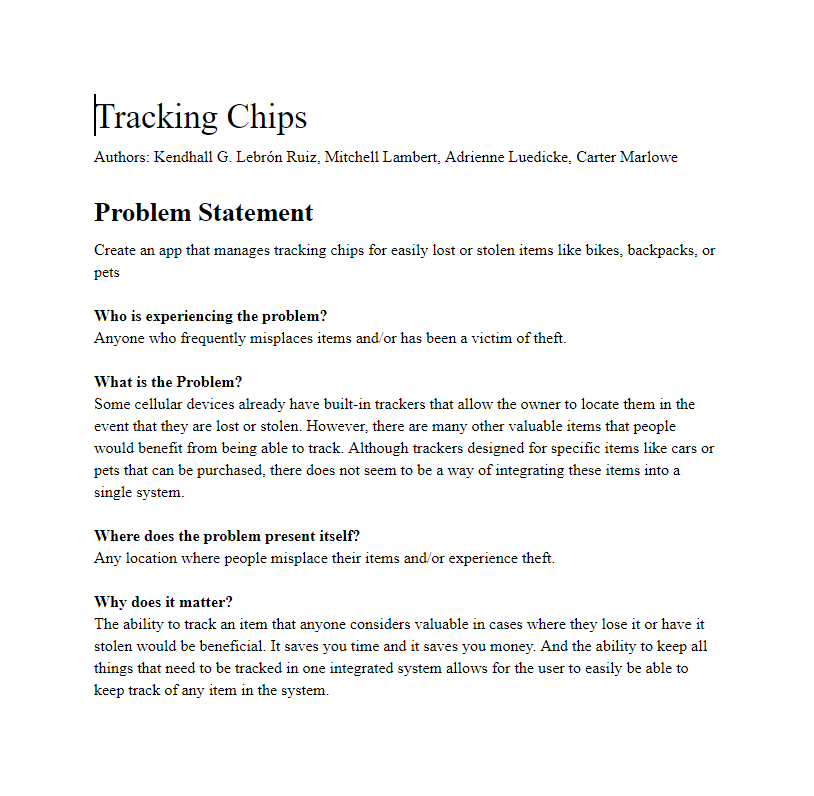 Tracking Chips
Authors: Kendhall G. Lebrón Ruiz, Mitchell Lambert, Adrienne Luedicke, Carter Marlowe
Problem Statement
Create an app that manages tracking chips for easily lost or stolen items like bikes, backpacks, or
pets
Who is experiencing the problem?
Anyone who frequently misplaces items and/or has been a victim of theft.
What is the Problem?
Some cellular devices already have built-in trackers that allow the owner to locate them in the
event that they are lost or stolen. However, there are many other valuable items that people
would benefit from being able to track. Although trackers designed for specific items like cars or
pets that can be purchased, there does not seem to be a way of integrating these items into a
single system.
Where does the problem present itself?
Any location where people misplace their items and/or experience theft.
Why does it matter?
The ability to track an item that anyone considers valuable in cases where they lose it or have it
stolen would be beneficial. It saves you time and it saves you money. And the ability to keep all
things that need to be tracked in one integrated system allows for the user to easily be able to
keep track of any item in the system.